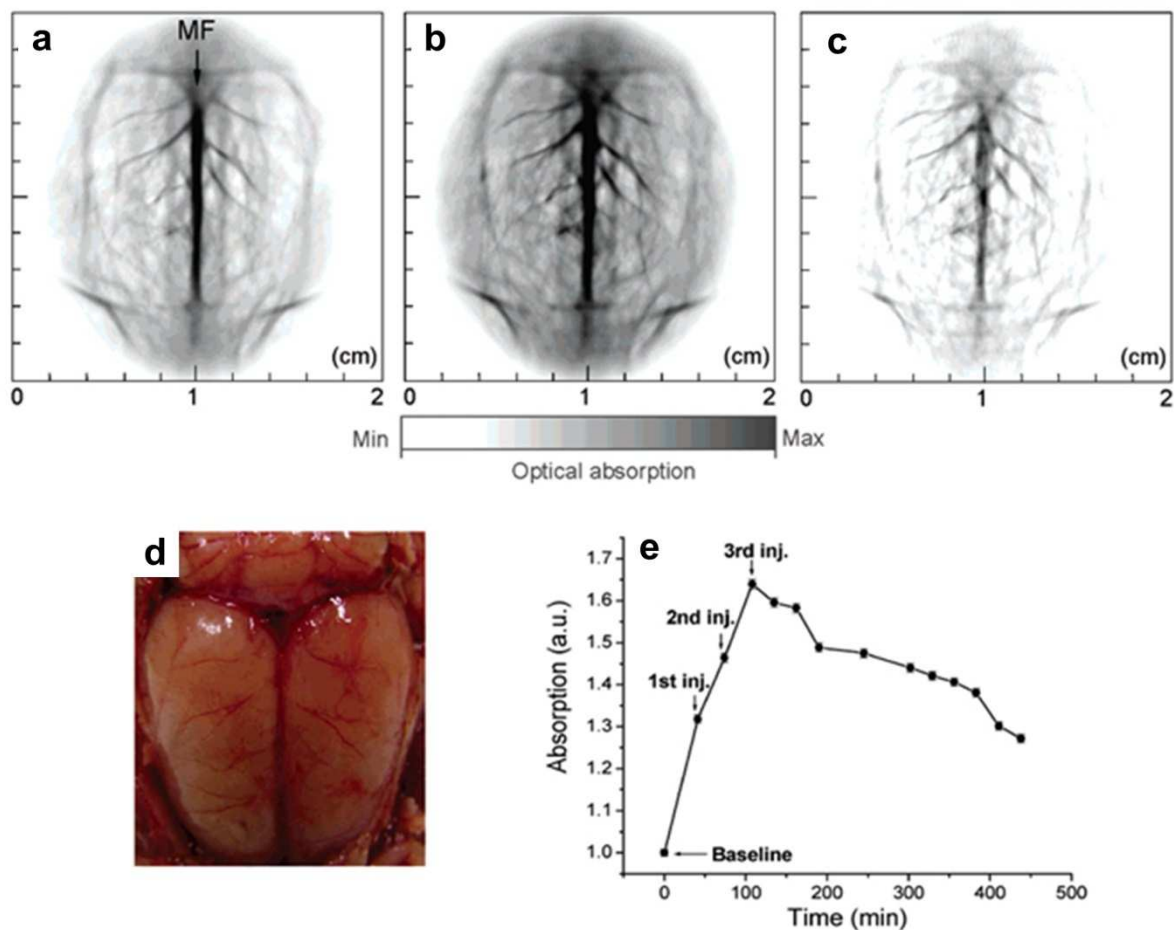 a
MF
b
c
(cm)
(cm)
(cm)
0 1 2
0 1 2
0 1 2
Min
Max
Optical absorption
d
e
Absorption (a.u.)
1.7
1.6
1.5
1.4
1.3
1.2
1.1
1.0
3rd inj.
2nd inj.
1st inj.
Baseline
0 100 200 300 400 500
Time (min)